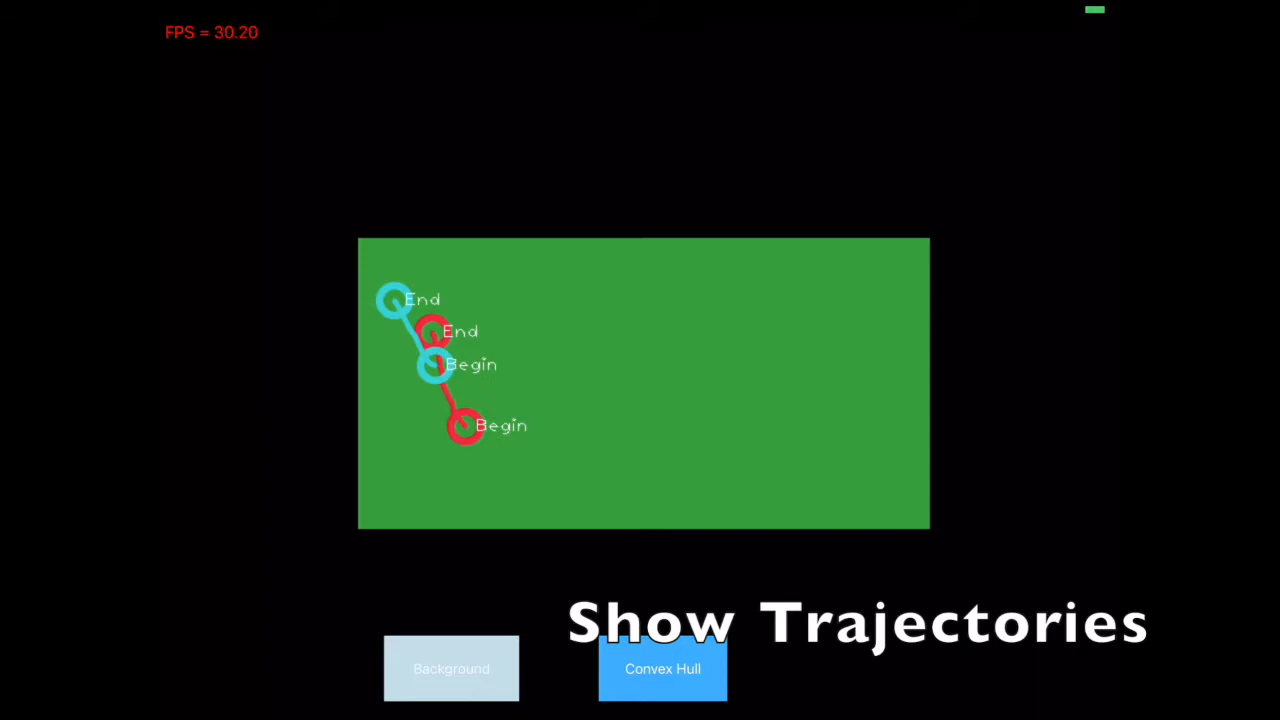 FPS = 30.20
End
End
Begin
Begin
Show Trajectories
Background
Convex Hull